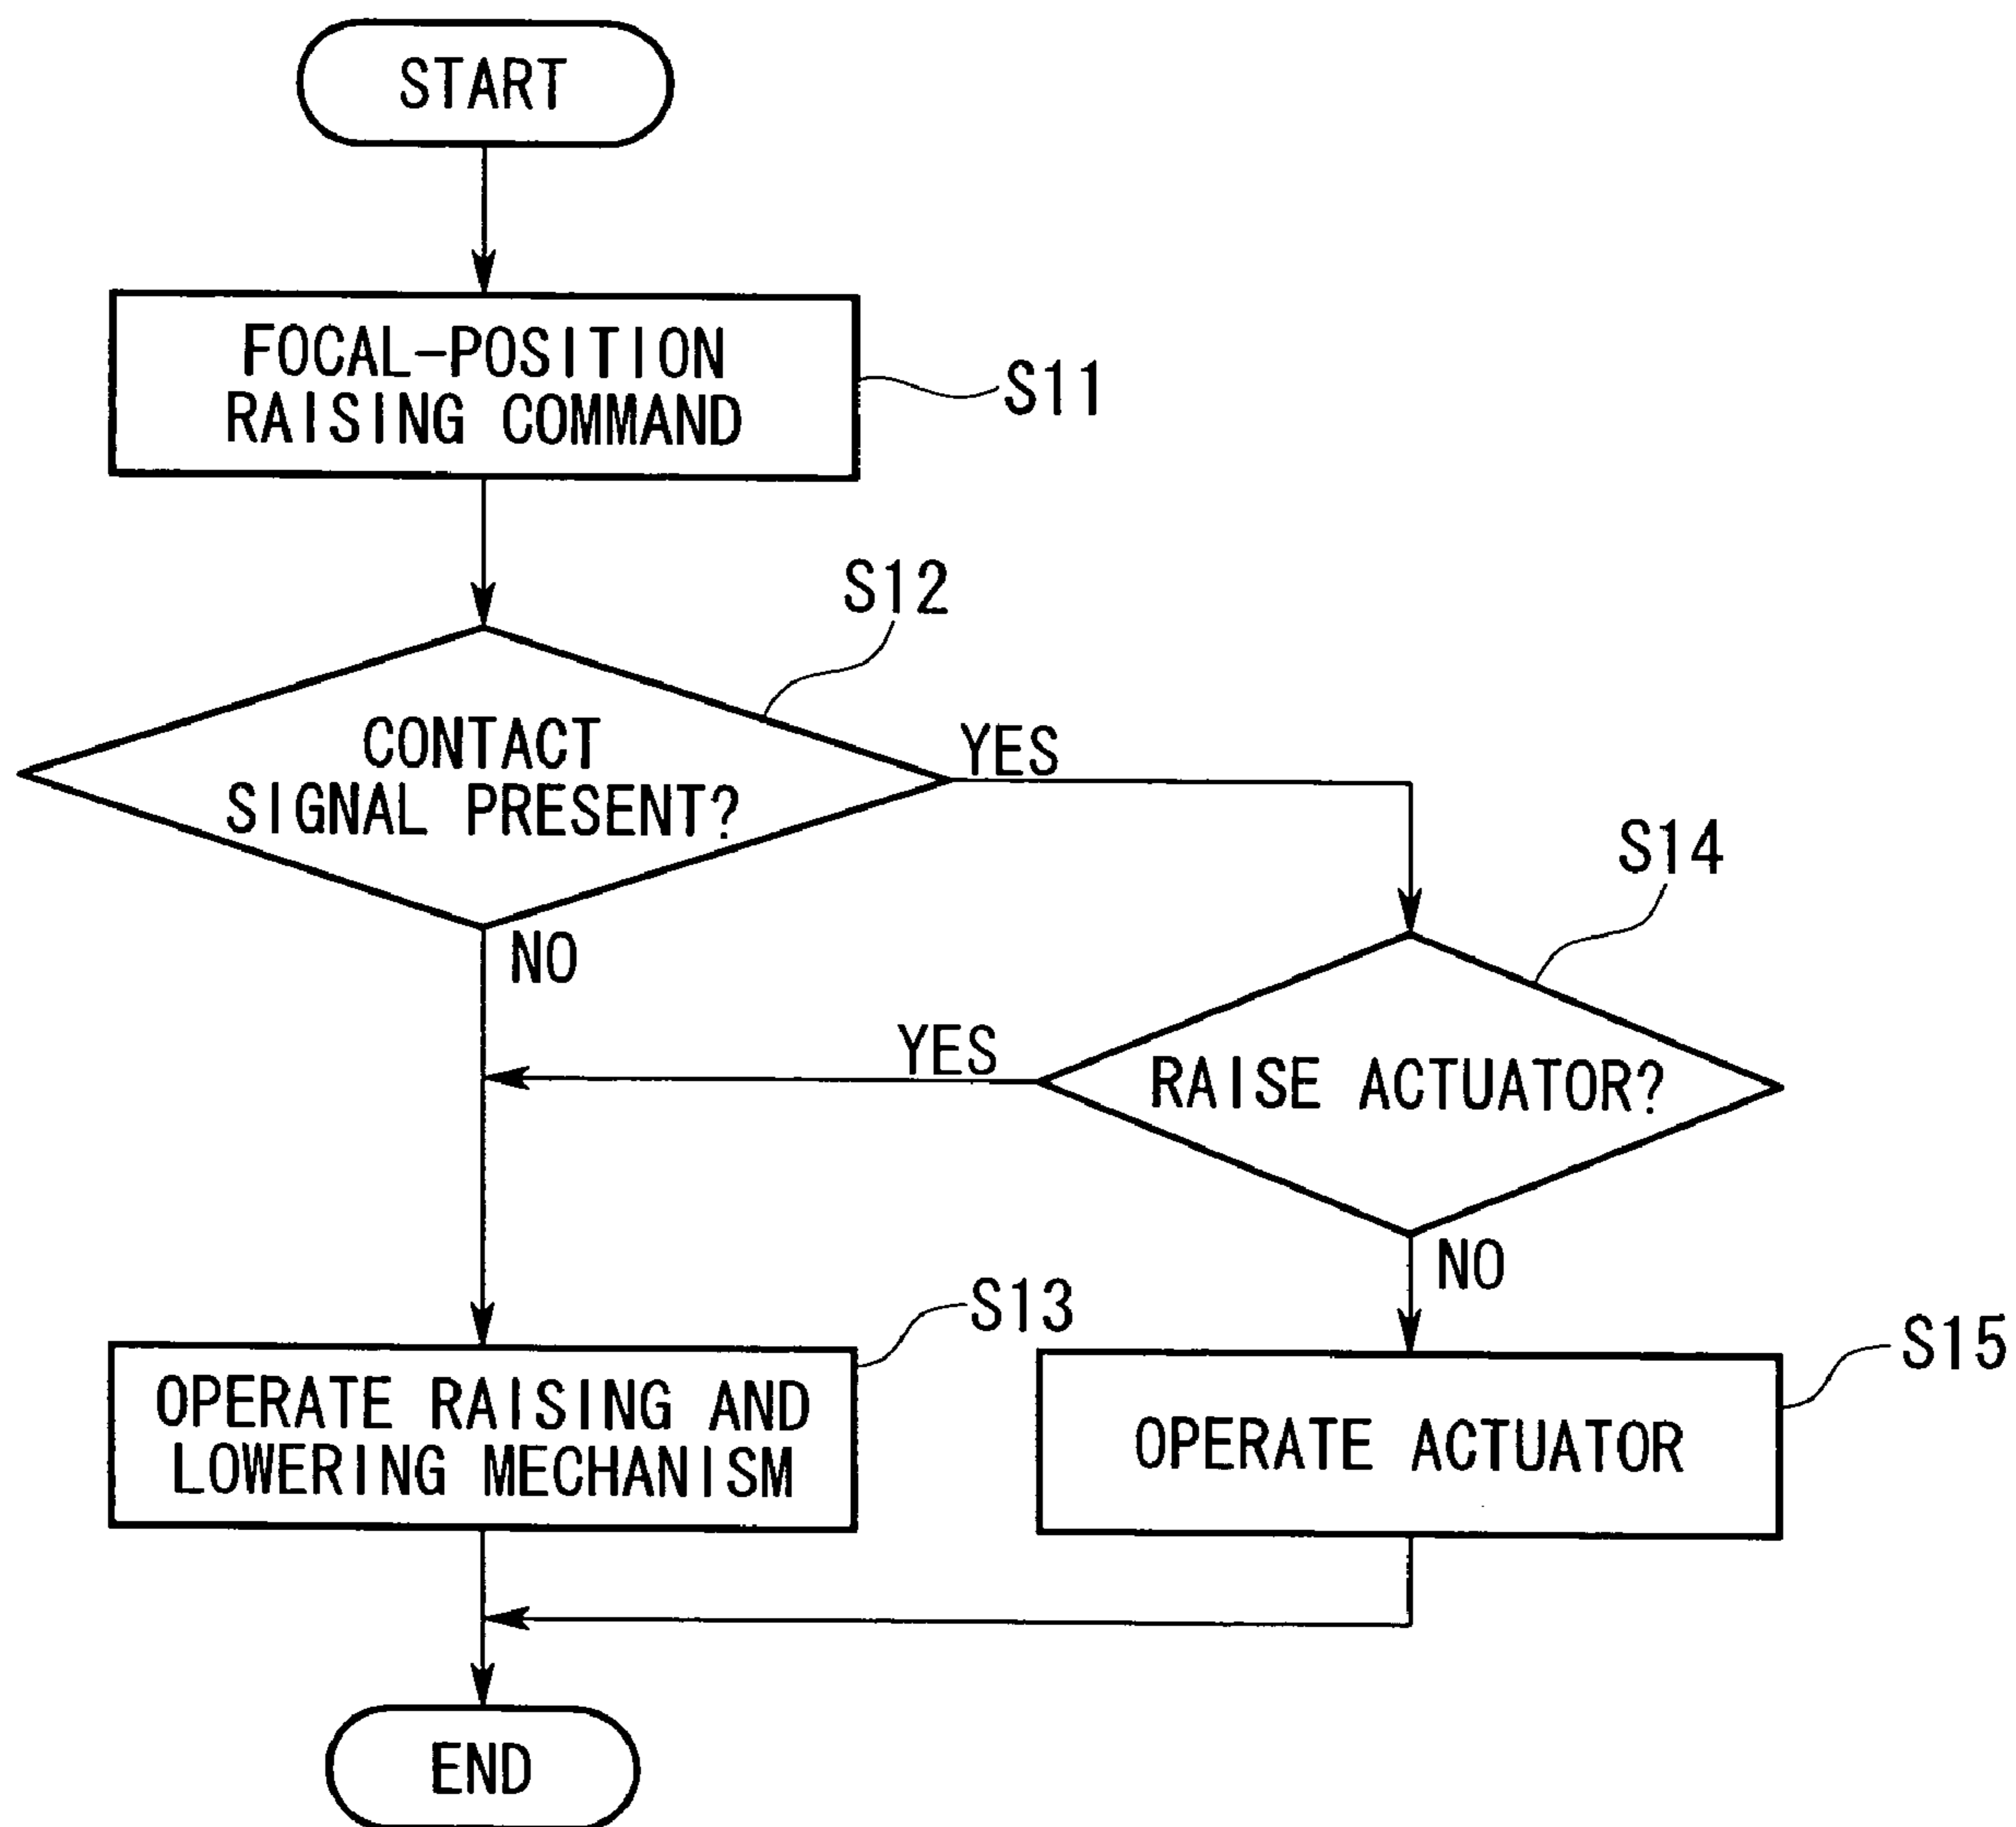 START
FOCAL-POSITION
RAISING COMMAND
S11
S12
CONTACT
SIGNAL PRESENT?
YES
NO
S14
YES
RAISE ACTUATOR?
NO
S13
OPERATE RAISING AND
LOWERING MECHANISM
S15
OPERATE ACTUATOR
END